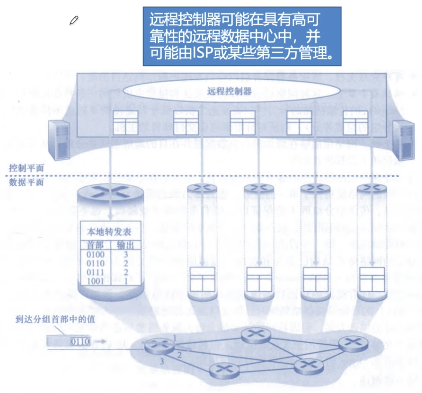 远程控制器可能在具有高可
靠性的远程数据中心中，并
可能由ISP或某些第三方管理。
远程控制器
控制平面
数据平面
本地转发表
首部 输出
0100 3
0110 2
0111 2
1001 1
到达分组首部中的值
0110
1
2
3